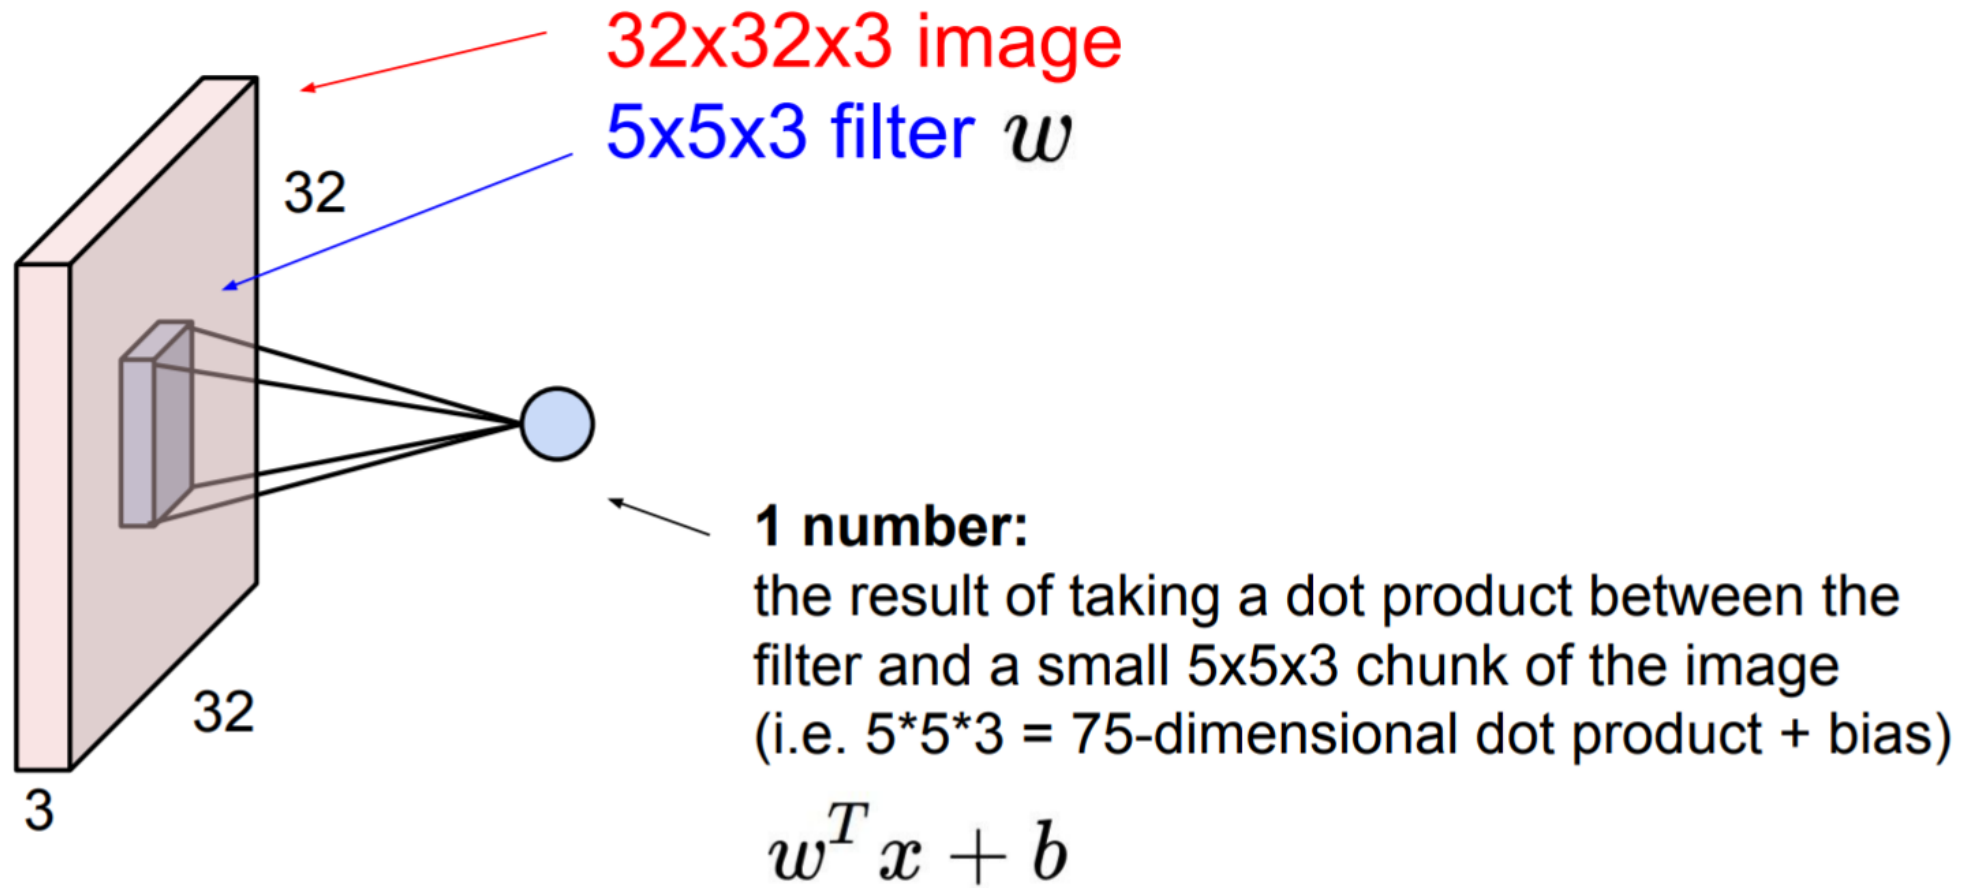 32x32x3 image
5x5x3 filter w
32
32
3
1 number:
the result of taking a dot product between the
filter and a small 5x5x3 chunk of the image
(i.e. 5*5*3 = 75-dimensional dot product + bias)
w^T x + b